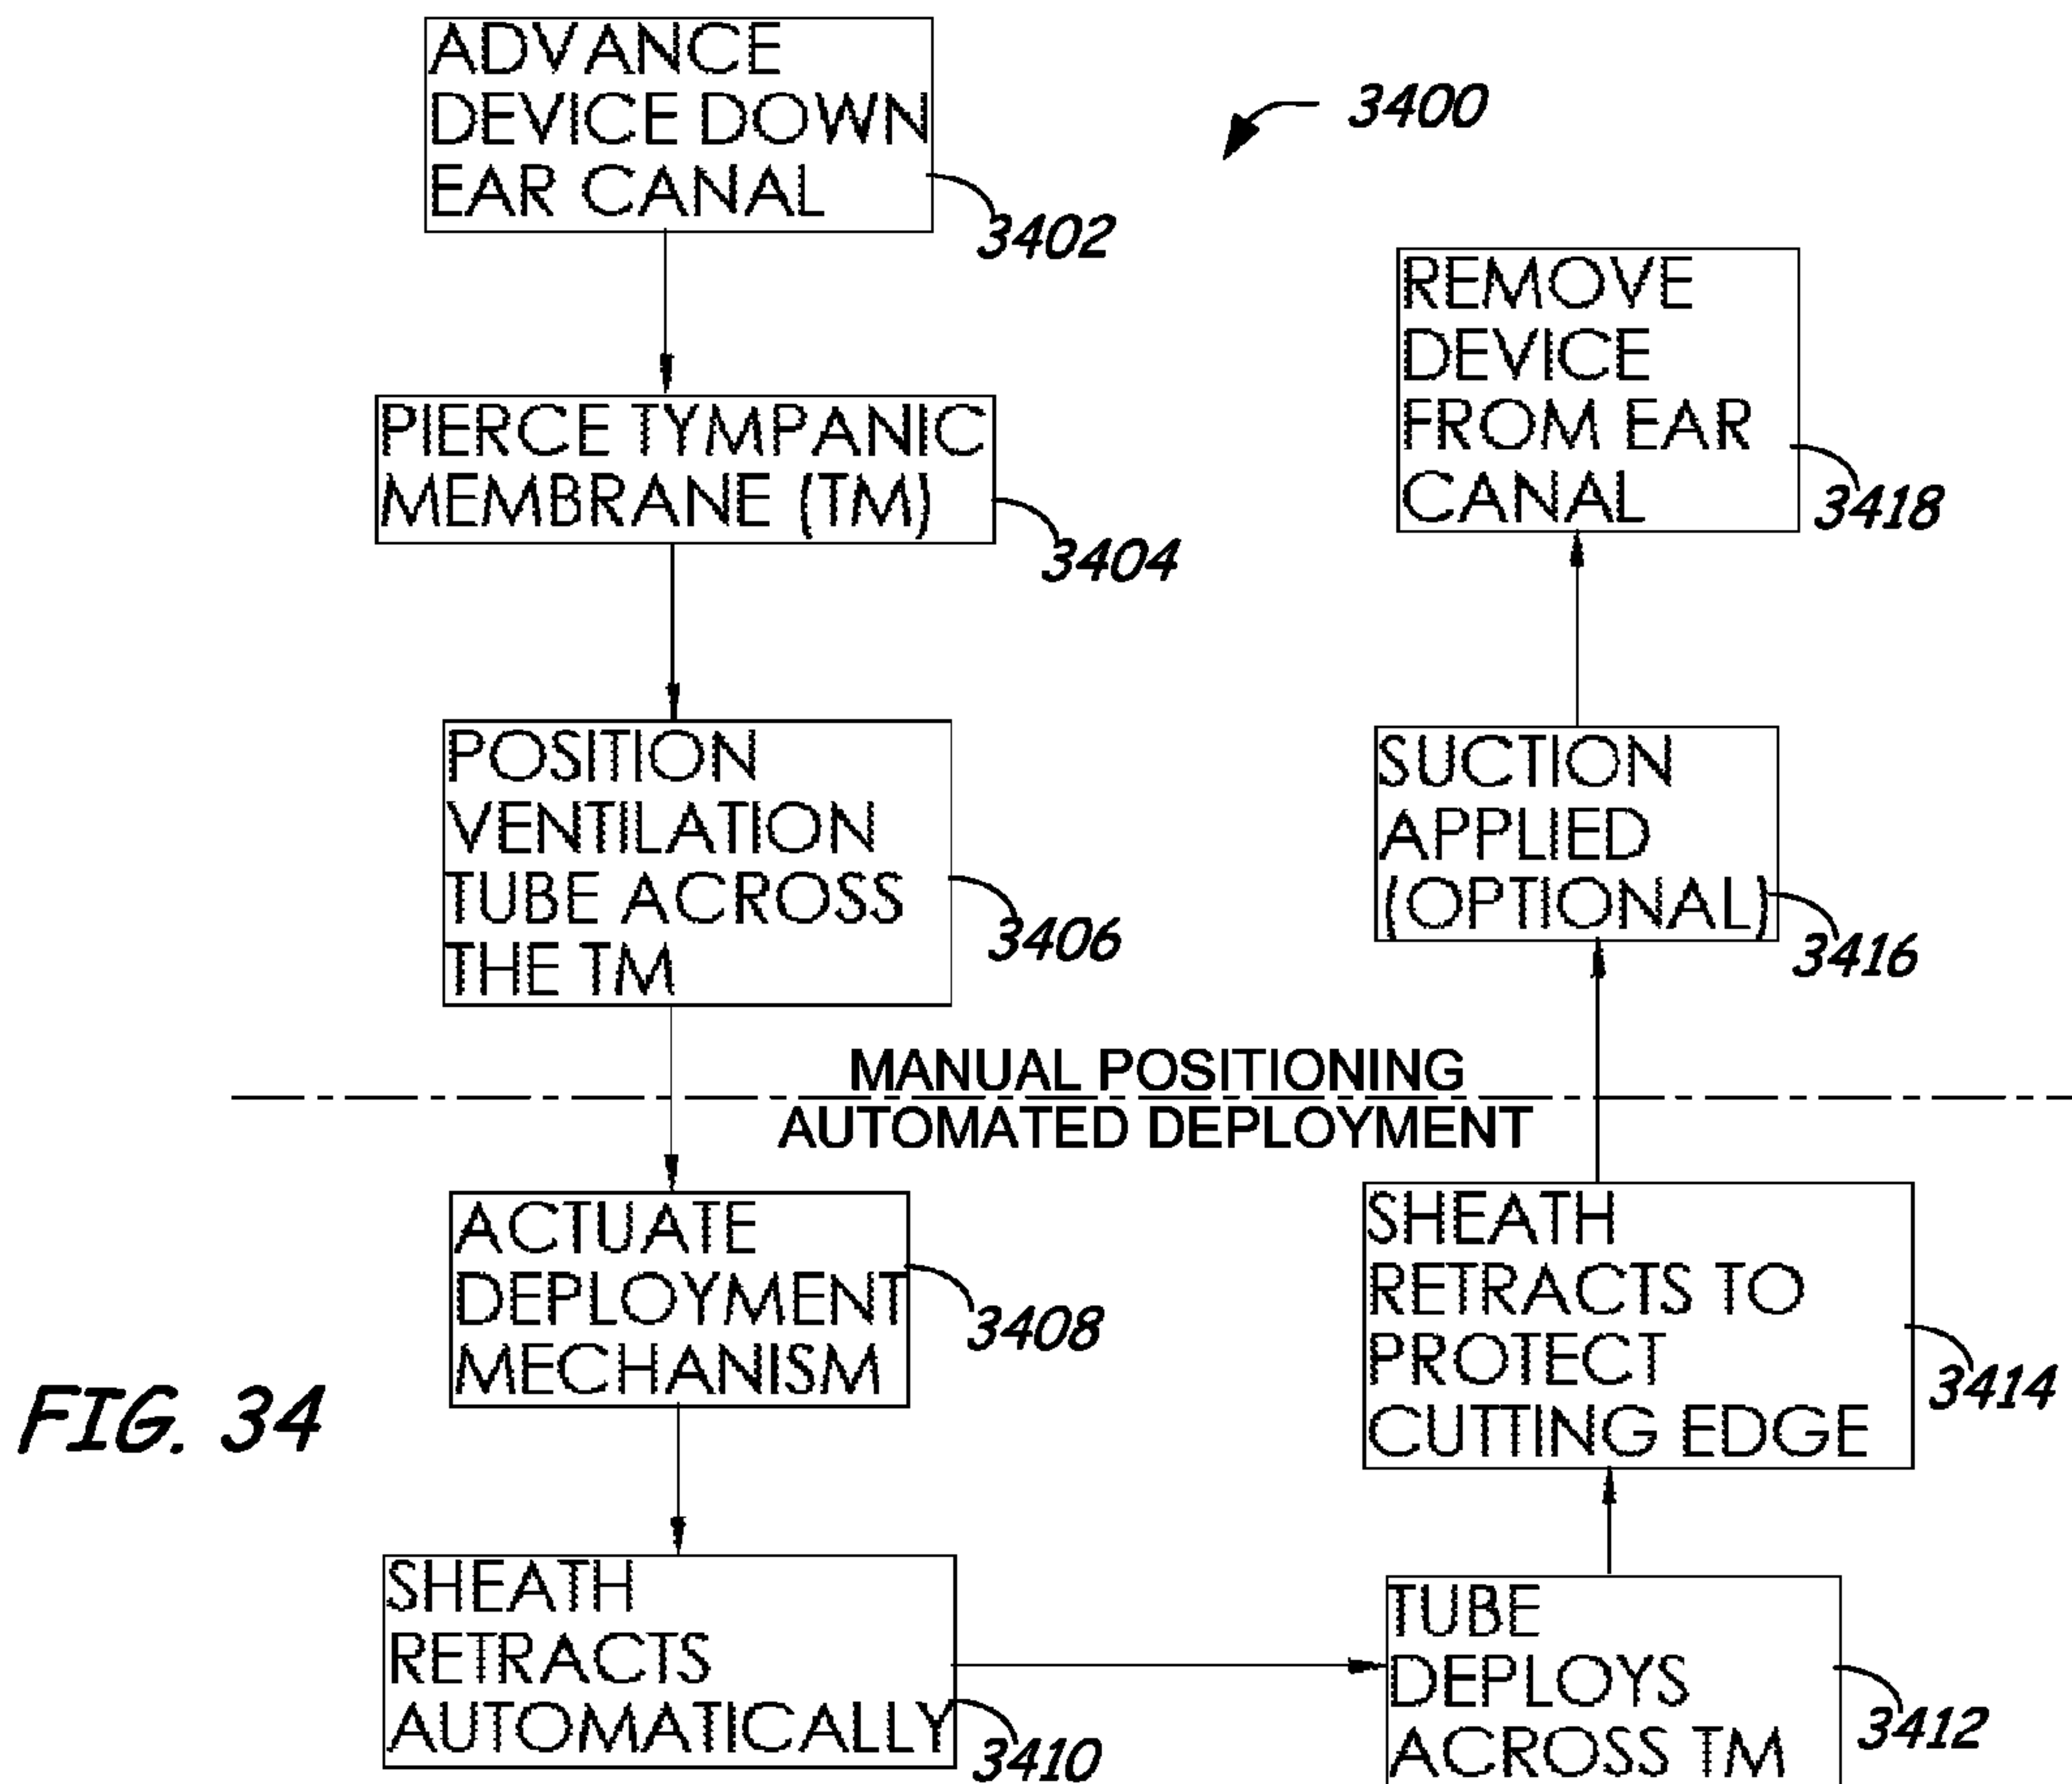 ADVANCE
DEVICE DOWN
EAR CANAL
3402
3400
PIERCE TYMPANIC
MEMBRANE (TM)
3404
POSITION
VENTILATION
TUBE ACROSS
THE TM
3406
MANUAL POSITIONING
AUTOMATED DEPLOYMENT
ACTUATE
DEPLOYMENT
MECHANISM
3408
SHEATH
RETRACTS
AUTOMATICALLY
3410
TUBE
DEPLOYS
ACROSS TM
3412
SHEATH
RETRACTS TO
PROTECT
CUTTING EDGE
3414
SUCTION
APPLIED
(OPTIONAL)
3416
REMOVE
DEVICE
FROM EAR
CANAL
3418
FIG. 34